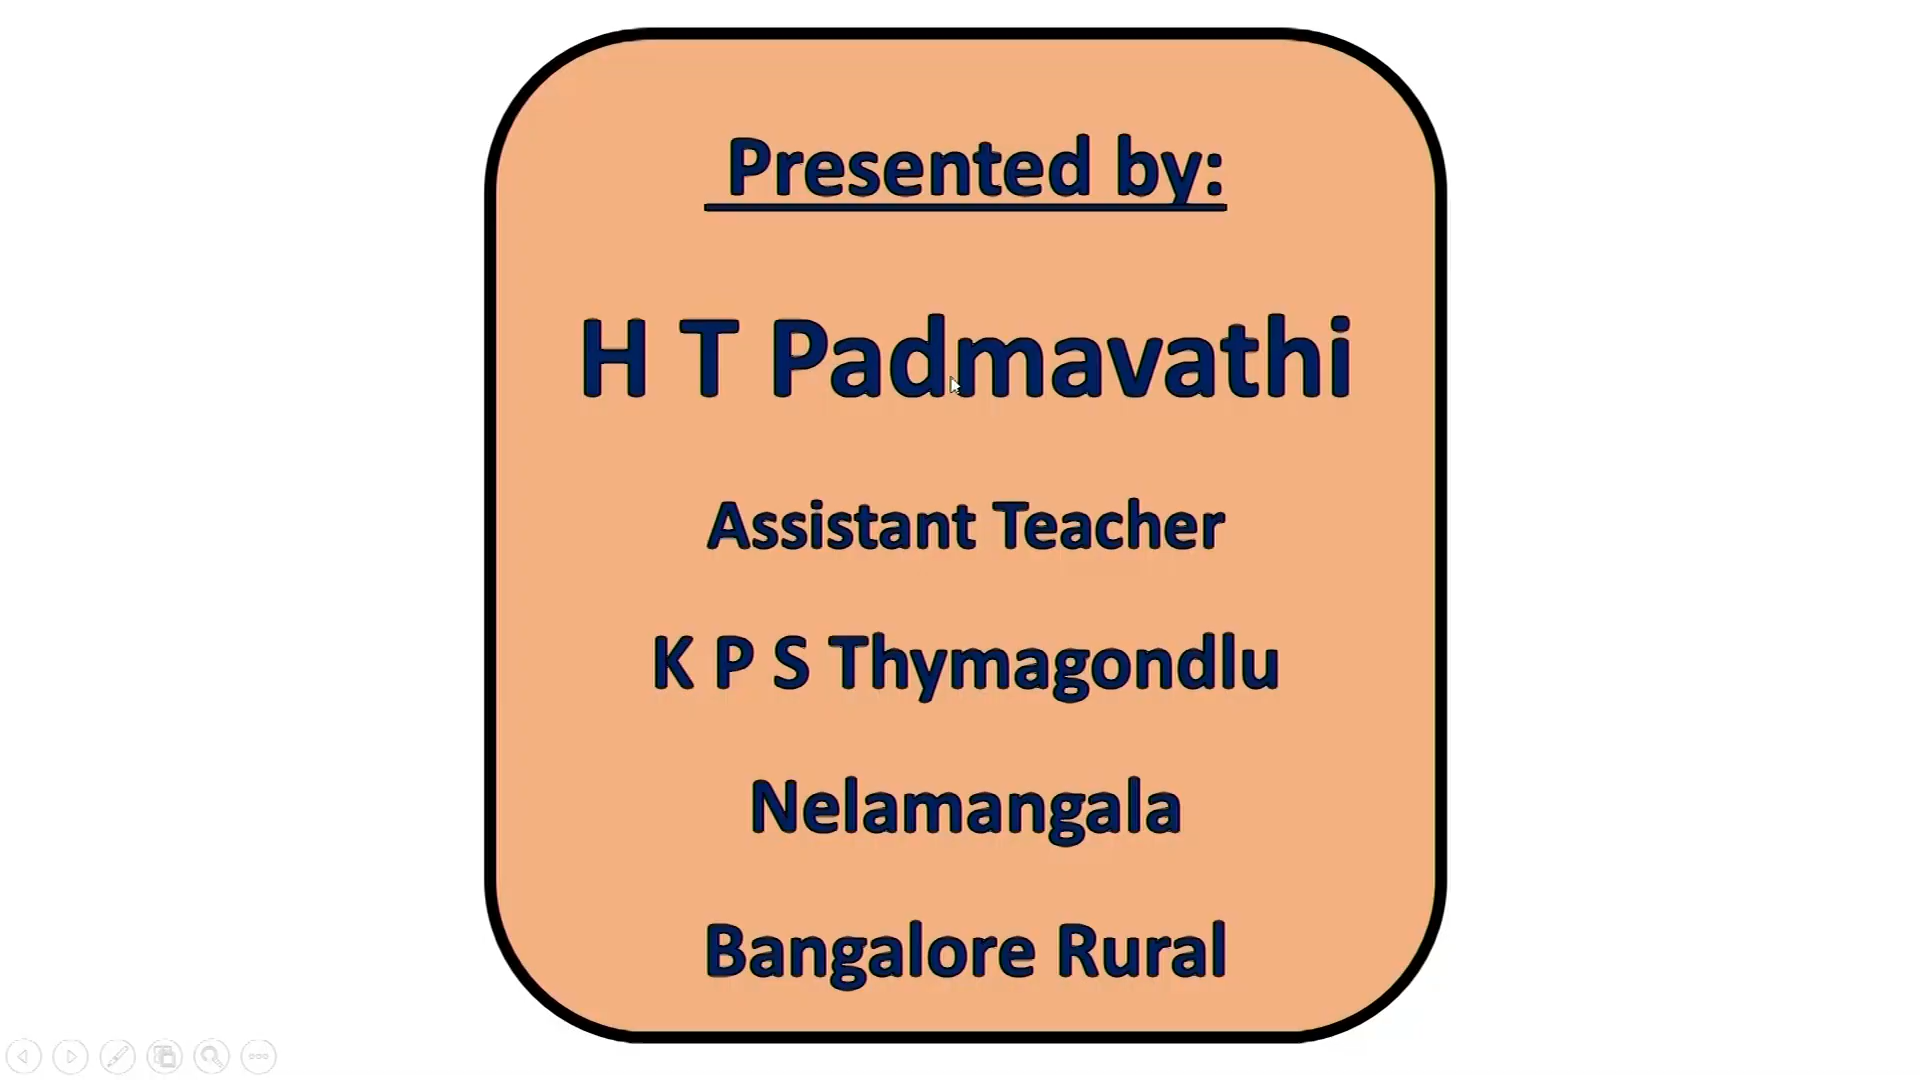 Presented by:
H T Padmavathi
Assistant Teacher
K P S Thymagondlu
Nelamangala
Bangalore Rural